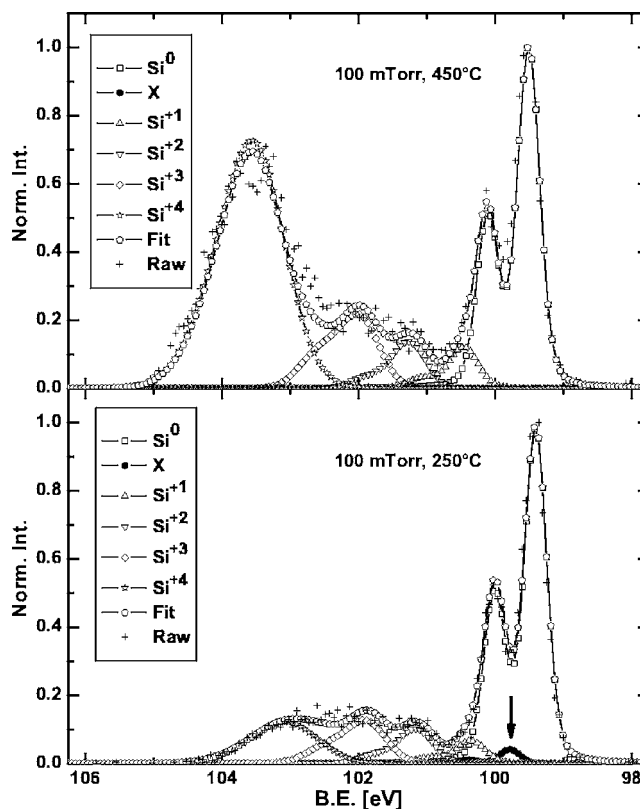 Norm. Int.
1.0
0.8
0.6
0.4
0.2
0.0
Si⁰
X
Si⁺¹
Si⁺²
Si⁺³
Si⁺⁴
Fit
Raw
100 mTorr, 450°C
Norm. Int.
1.0
0.8
0.6
0.4
0.2
0.0
Si⁰
X
Si⁺¹
Si⁺²
Si⁺³
Si⁺⁴
Fit
Raw
100 mTorr, 250°C
106 104 102 100 98
B.E. [eV]